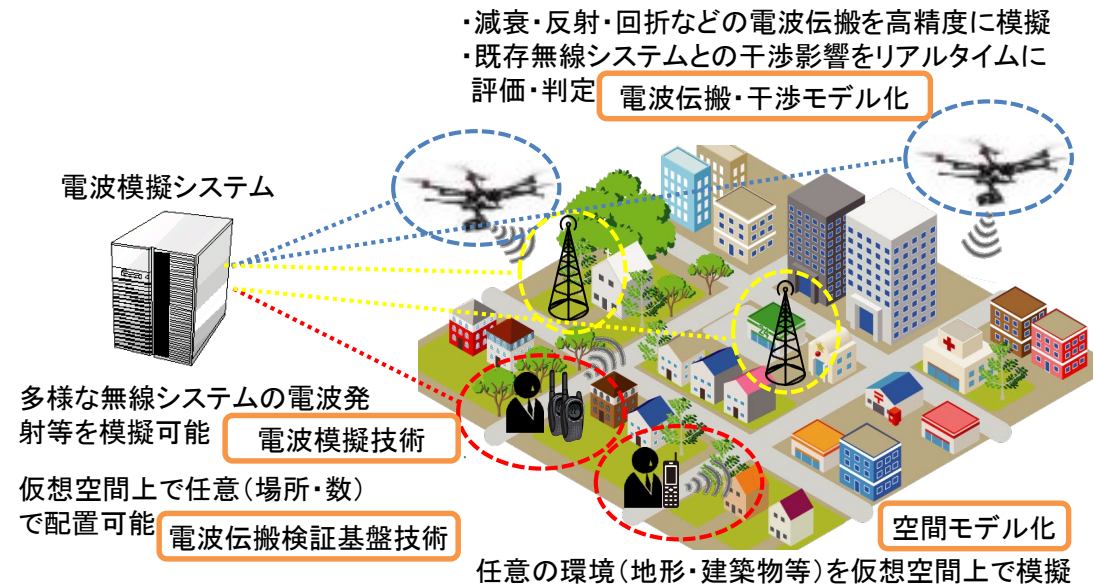 ・減衰・反射・回折などの電波伝搬を高精度に模擬
・既存無線システムとの干渉影響をリアルタイムに
評価・判定
電波伝搬・干渉モデル化
電波模擬システム
多様な無線システムの電波発
射等を模擬可能
電波模擬技術
仮想空間上で任意(場所・数)
で配置可能
電波伝搬検証基盤技術
空間モデル化
任意の環境(地形・建築物等)を仮想空間上で模擬